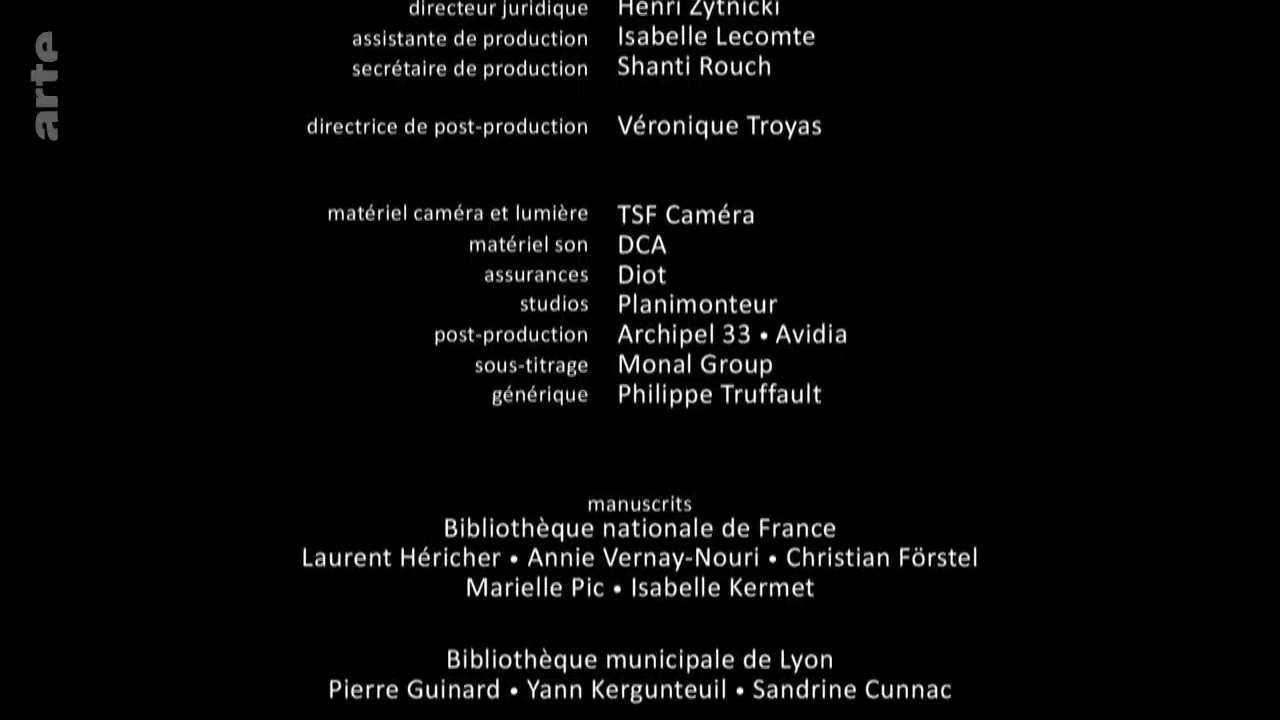 arte
directeur juridique Henri Zytnicki
assistante de production Isabelle Lecomte
secrétaire de production Shanti Rouch
directrice de post-production Véronique Troyas
matériel caméra et lumière TSF Caméra
matériel son DCA
assurances Diot
studios Planimonteur
post-production Archipel 33 • Avidia
sous-titrage Monal Group
générique Philippe Truffault
manuscrits
Bibliothèque nationale de France
Laurent Héricher • Annie Vernay-Nouri • Christian Förstel
Marielle Pic • Isabelle Kermet
Bibliothèque municipale de Lyon
Pierre Guinard • Yann Kergunteuil • Sandrine Cunnac